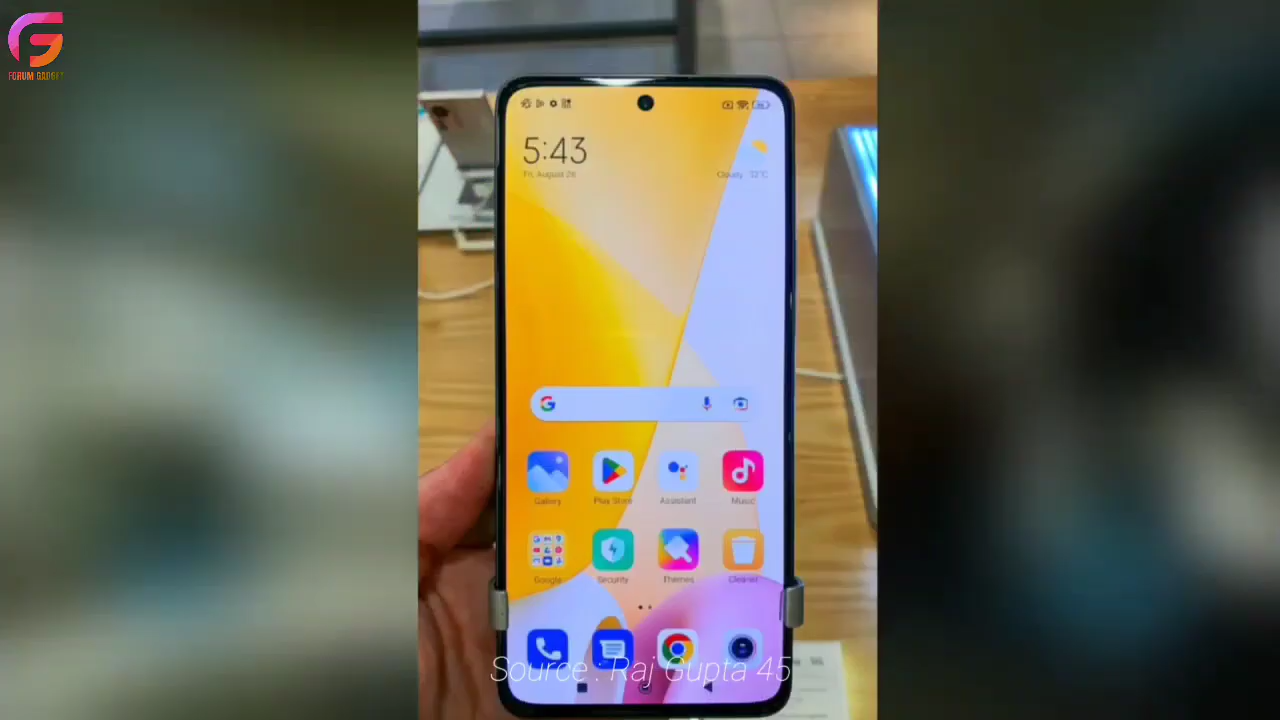 FORUM GADGET
5:43
Fri, August 26
Cloudy 12°C
Gallery
Play Store
Assistant
Music
Google
Security
Themes
Cleaner
Source : Raj Gupta 45